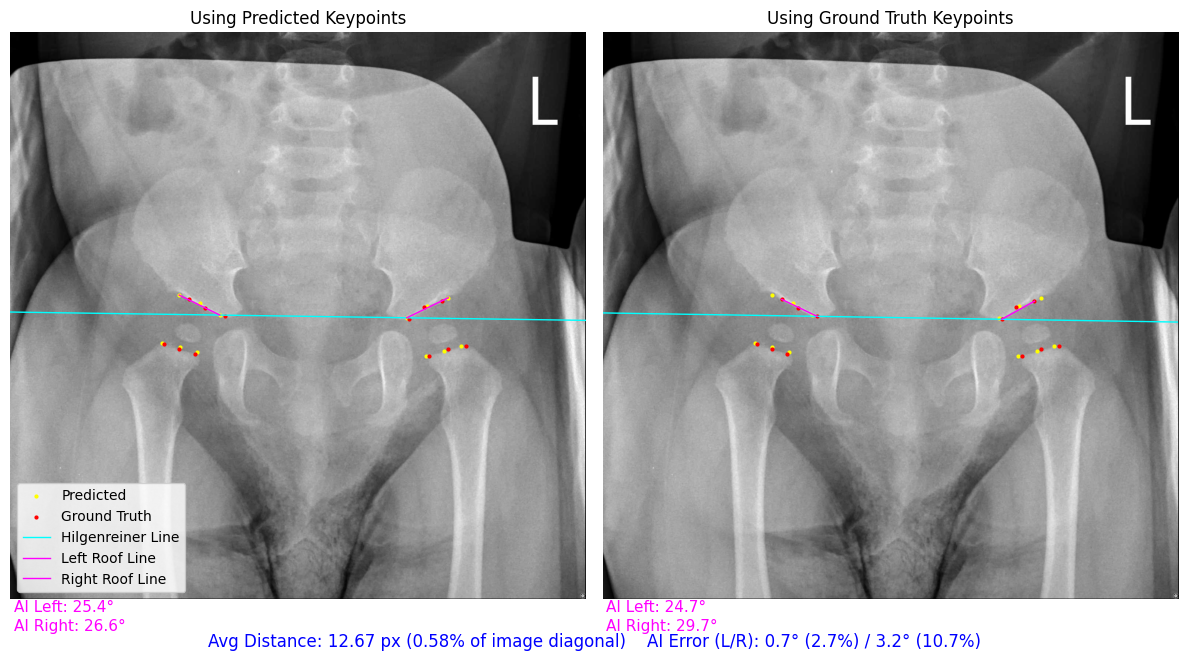 Using Predicted Keypoints
Using Ground Truth Keypoints
L
L
Predicted
Ground Truth
Hilgenreiner Line
Left Roof Line
Right Roof Line
AI Left: 25.4°
AI Right: 26.6°
AI Left: 24.7°
AI Right: 29.7°
Avg Distance: 12.67 px (0.58% of image diagonal) AI Error (L/R): 0.7° (2.7%) / 3.2° (10.7%)